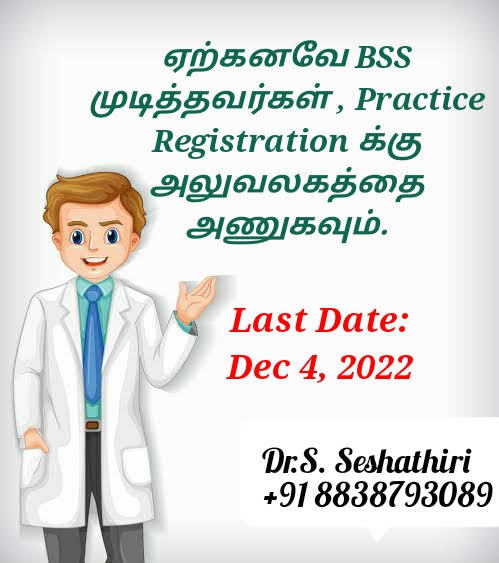 ஏற்கனவே BSS
முடித்தவர்கள் , Practice
Registration க்கு
அலுவலகத்தை
அணுகவும்.
Last Date:
Dec 4, 2022
Dr.S. Seshathiri
+91 8838793089